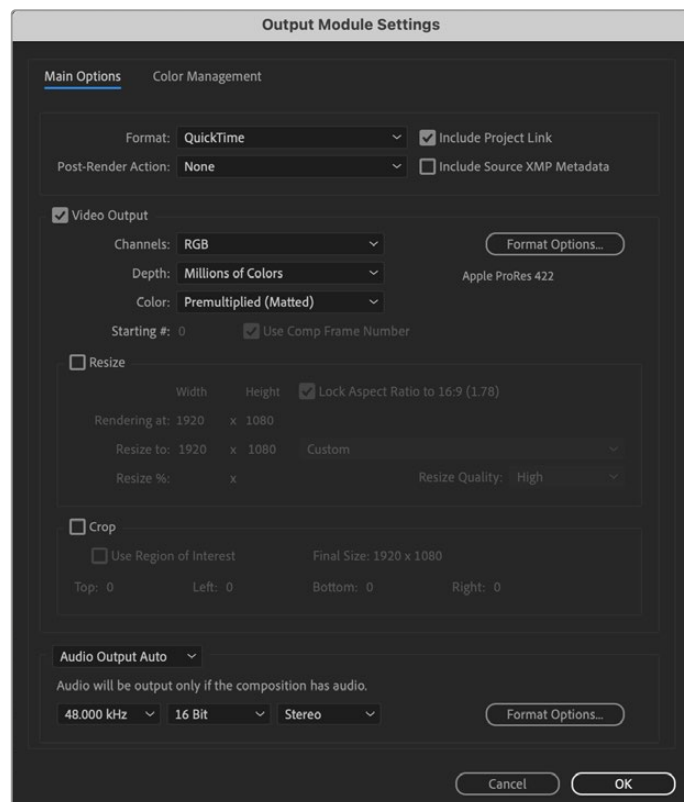 Output Module Settings
Main Options Color Management
Format: QuickTime Include Project Link
Post-Render Action: None Include Source XMP Metadata
Video Output
Channels: RGB Format Options...
Depth: Millions of Colors Apple ProRes 422
Color: Premultiplied (Matted)
Starting #: 0 Use Comp Frame Number
Resize
Width Height Lock Aspect Ratio to 16:9 (1.78)
Rendering at: 1920 x 1080
Resize to: 1920 x 1080 Custom
Resize %: x Resize Quality: High
Crop
Use Region of Interest Final Size: 1920 x 1080
Top: 0 Left: 0 Bottom: 0 Right: 0
Audio Output Auto
Audio will be output only if the composition has audio.
48.000 kHz 16 Bit Stereo Format Options...
Cancel OK